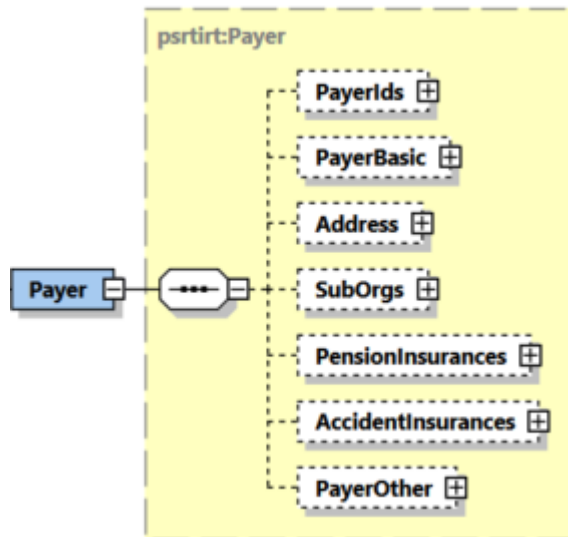 psrtirt:Payer
PayerIds
PayerBasic
Address
Payer
SubOrgs
PensionInsurances
AccidentInsurances
PayerOther